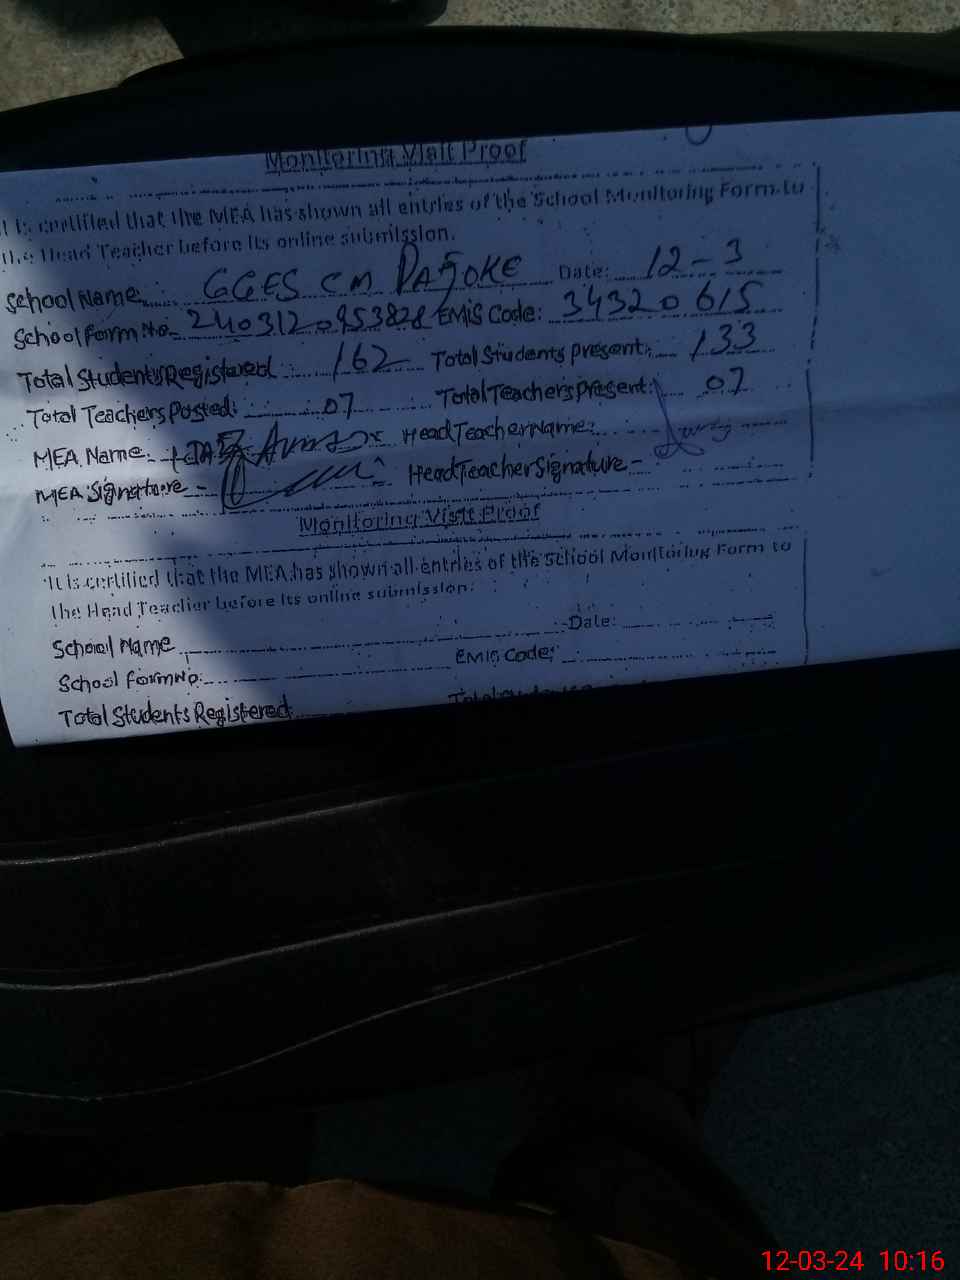 Monitoring Visit Proof
It is certified that the MEA has shown all entries of the School Monitoring Form to
the Head Teacher before its online submission.
School Name GGES CM DAJOKE Date: 12-3
School Form No. 240312095382 EMIS Code: 34320615
Total Students Registered 162 Total Students present: 133
Total Teachers Posted: 07 Total Teachers present: 07
MEA Name: Head Teacher Name:
MEA Signature - Head Teacher Signature -
Monitoring Visit Proof
It is certified that the MEA has shown all entries of the School Monitoring Form to
the Head Teacher before its online submission.
School Name Date:
School Form No: EMIS Code:
Total Students Registered
12-03-24 10:16